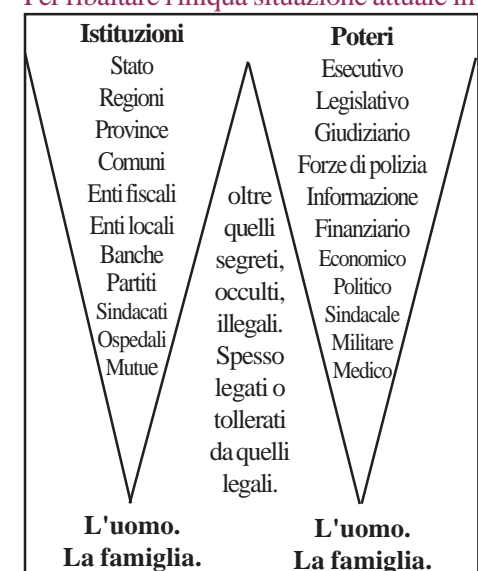 Per ribaltare l'iniqua situazione attuale in
Istituzioni
Stato
Regioni
Province
Comuni
Enti fiscali
Enti locali
Banche
Partiti
Sindacati
Ospedali
Mutue
oltre
quelli
segreti,
occulti,
illegali.
Spesso
legati o
tollerati
da quelli
legali.
Poteri
Esecutivo
Legislativo
Giudiziario
Forze di polizia
Informazione
Finanziario
Economico
Politico
Sindacale
Militare
Medico
L'uomo.
La famiglia.
L'uomo.
La famiglia.